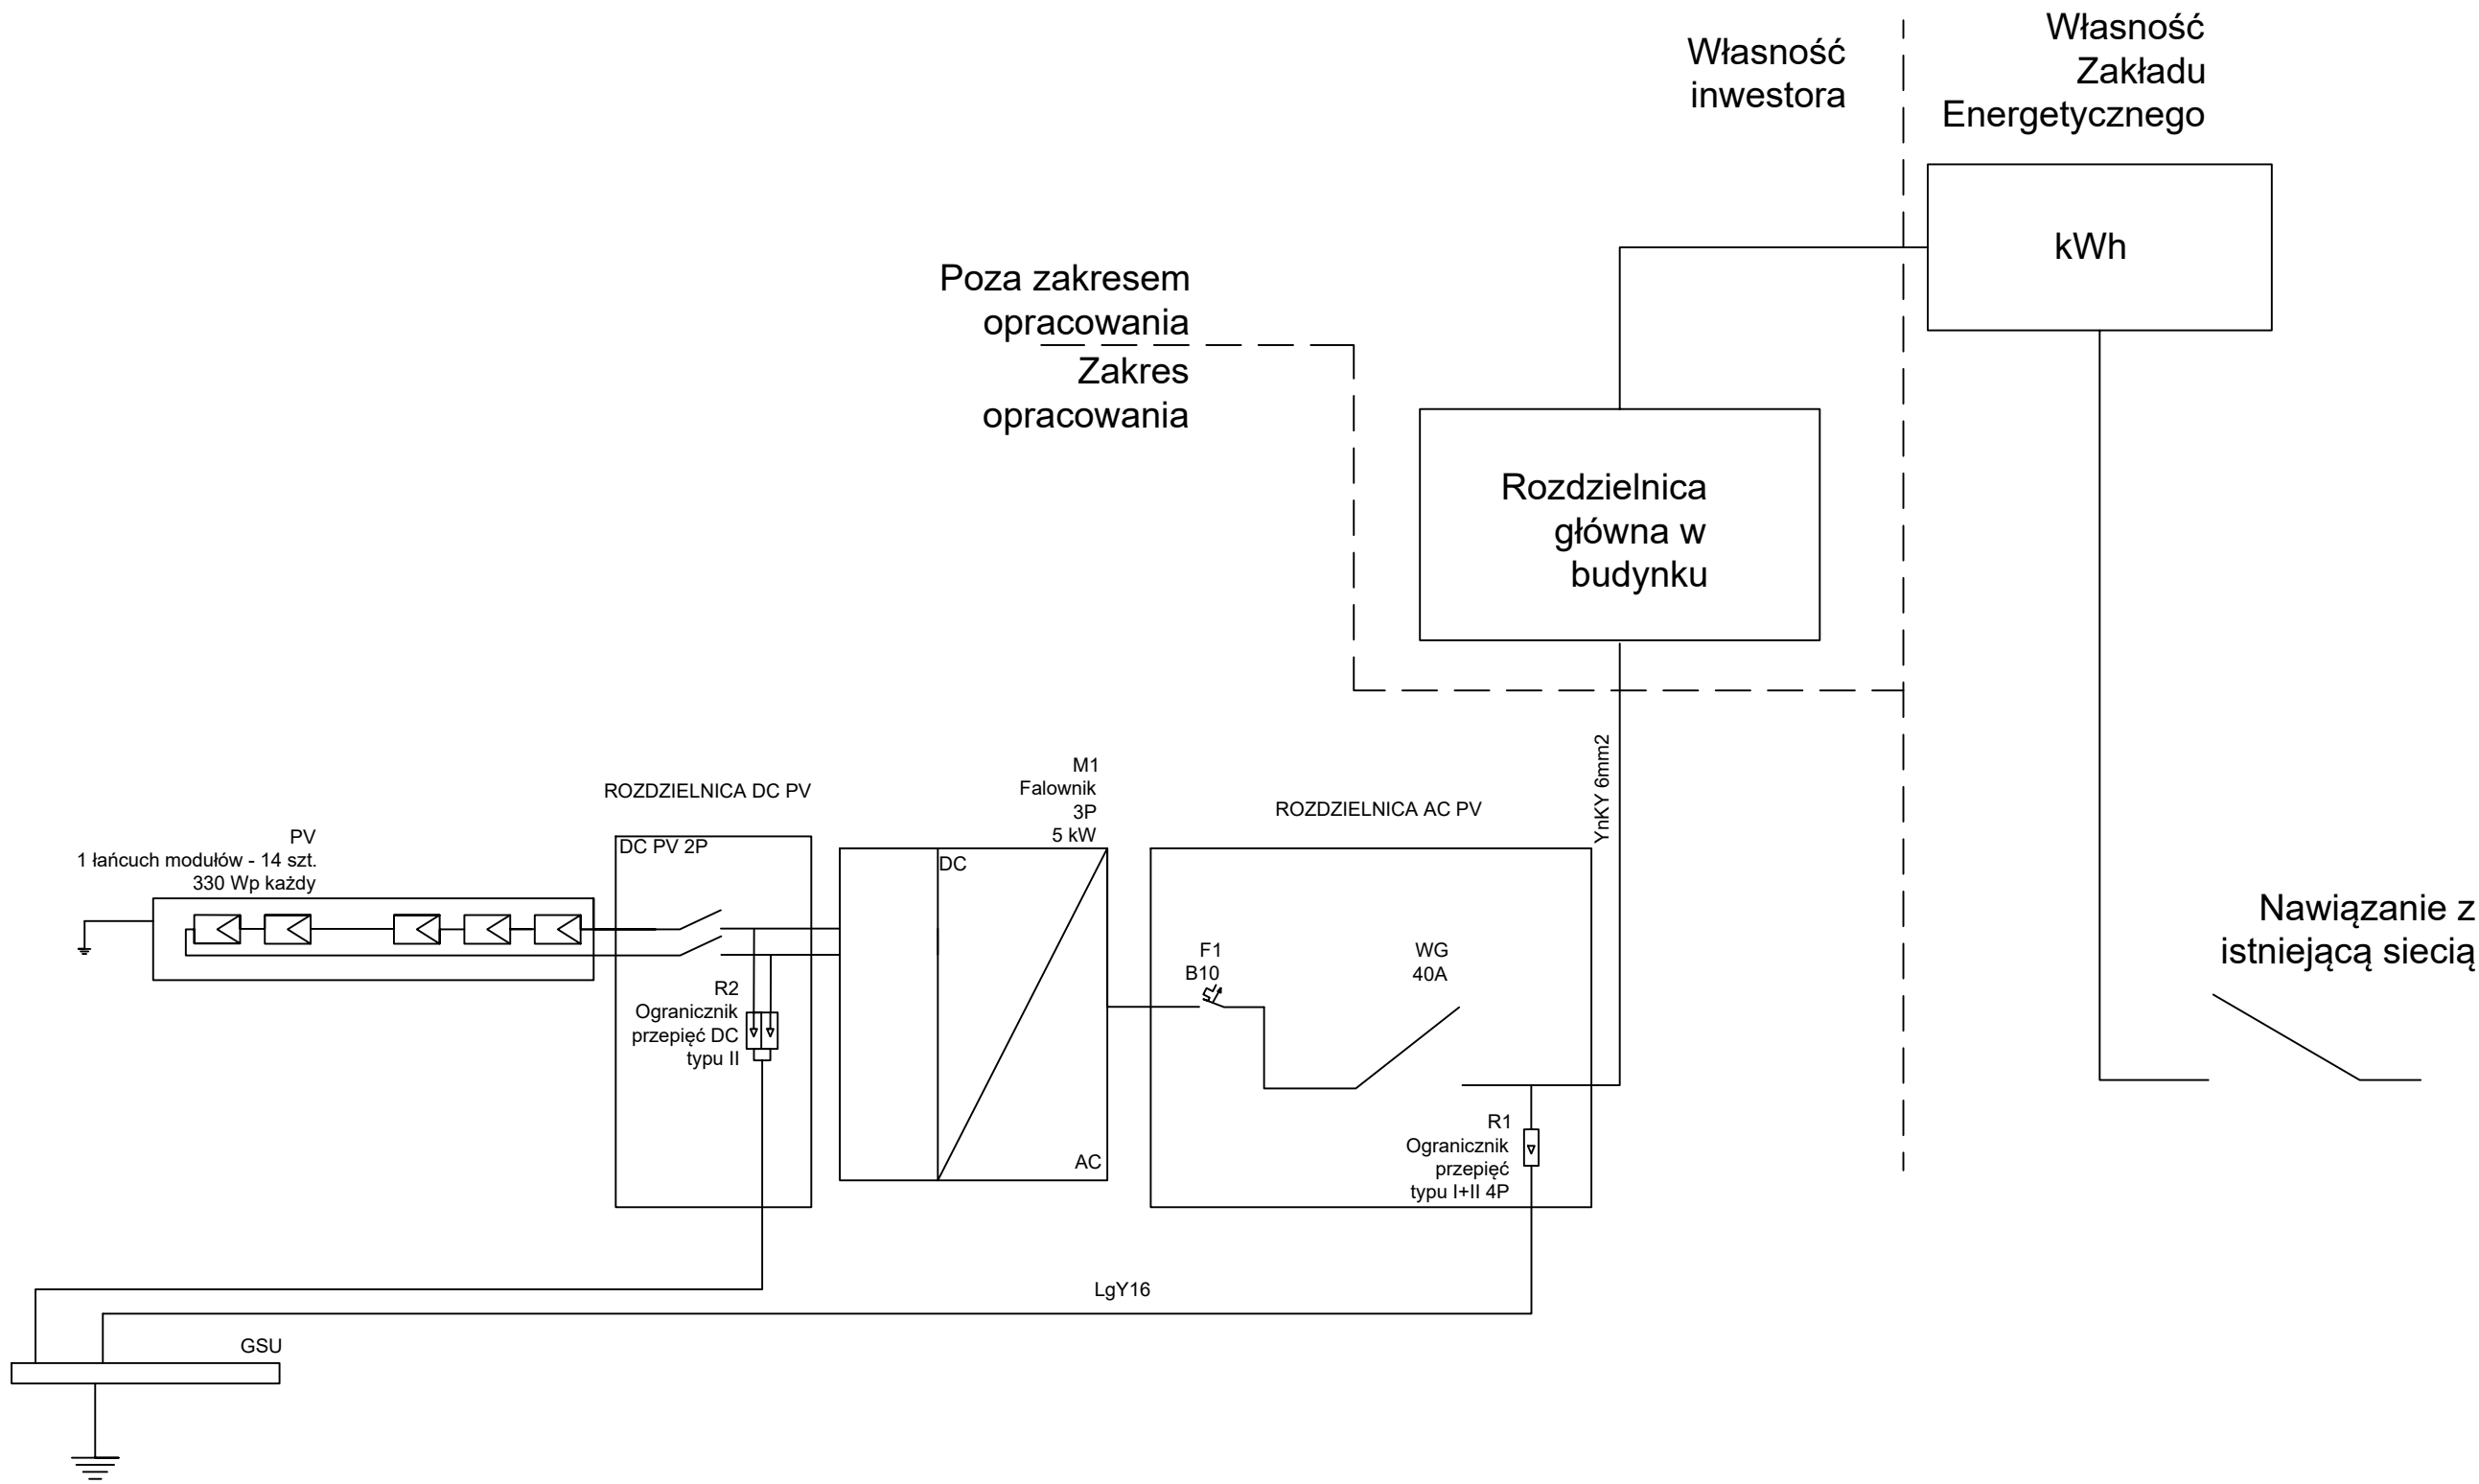 Własność
inwestora
Własność
Zakładu
Energetycznego
kWh
Poza zakresem
opracowania
Zakres
opracowania
Rozdzielnica
główna w
budynku
YnKY 6mm2
M1
Falownik
3P
5 kW
ROZDZIELNICA DC PV
ROZDZIELNICA AC PV
PV
1 łańcuch modułów - 14 szt.
330 Wp każdy
DC PV 2P
DC
AC
Nawiązanie z
istniejącą siecią
F1
B10
WG
40A
R2
Ogranicznik
przepięć DC
typu II
R1
Ogranicznik
przepięć
typu I+II 4P
LgY16
GSU